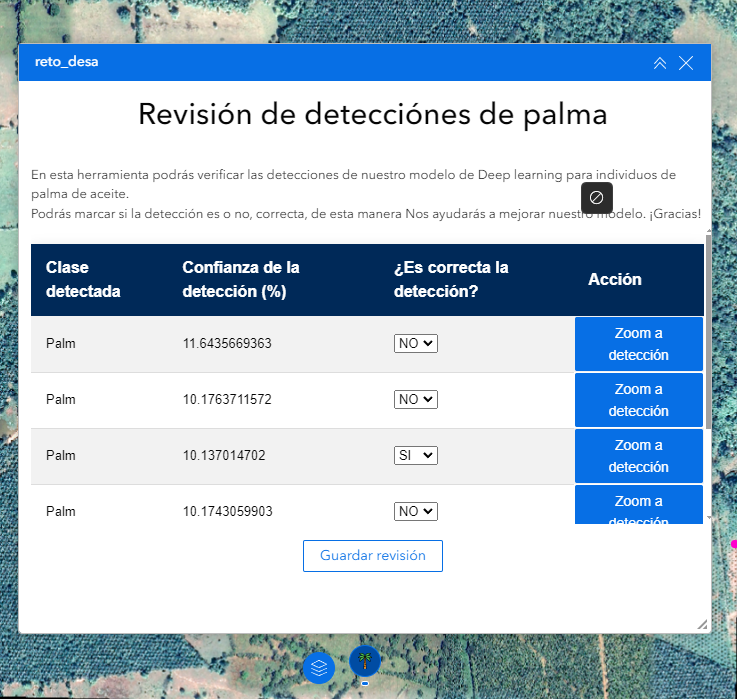 reto_desa
Revisión de detecciónes de palma
En esta herramienta podrás verificar las detecciones de nuestro modelo de Deep learning para individuos de
palma de aceite.
Podrás marcar si la detección es o no, correcta, de esta manera Nos ayudarás a mejorar nuestro modelo. ¡Gracias!
Clase detectada Confianza de la detección (%) ¿Es correcta la detección? Acción
Palm 11.6435669363 NO Zoom a detección
Palm 10.1763711572 NO Zoom a detección
Palm 10.137014702 SI Zoom a detección
Palm 10.1743059903 NO Zoom a detección
Guardar revisión